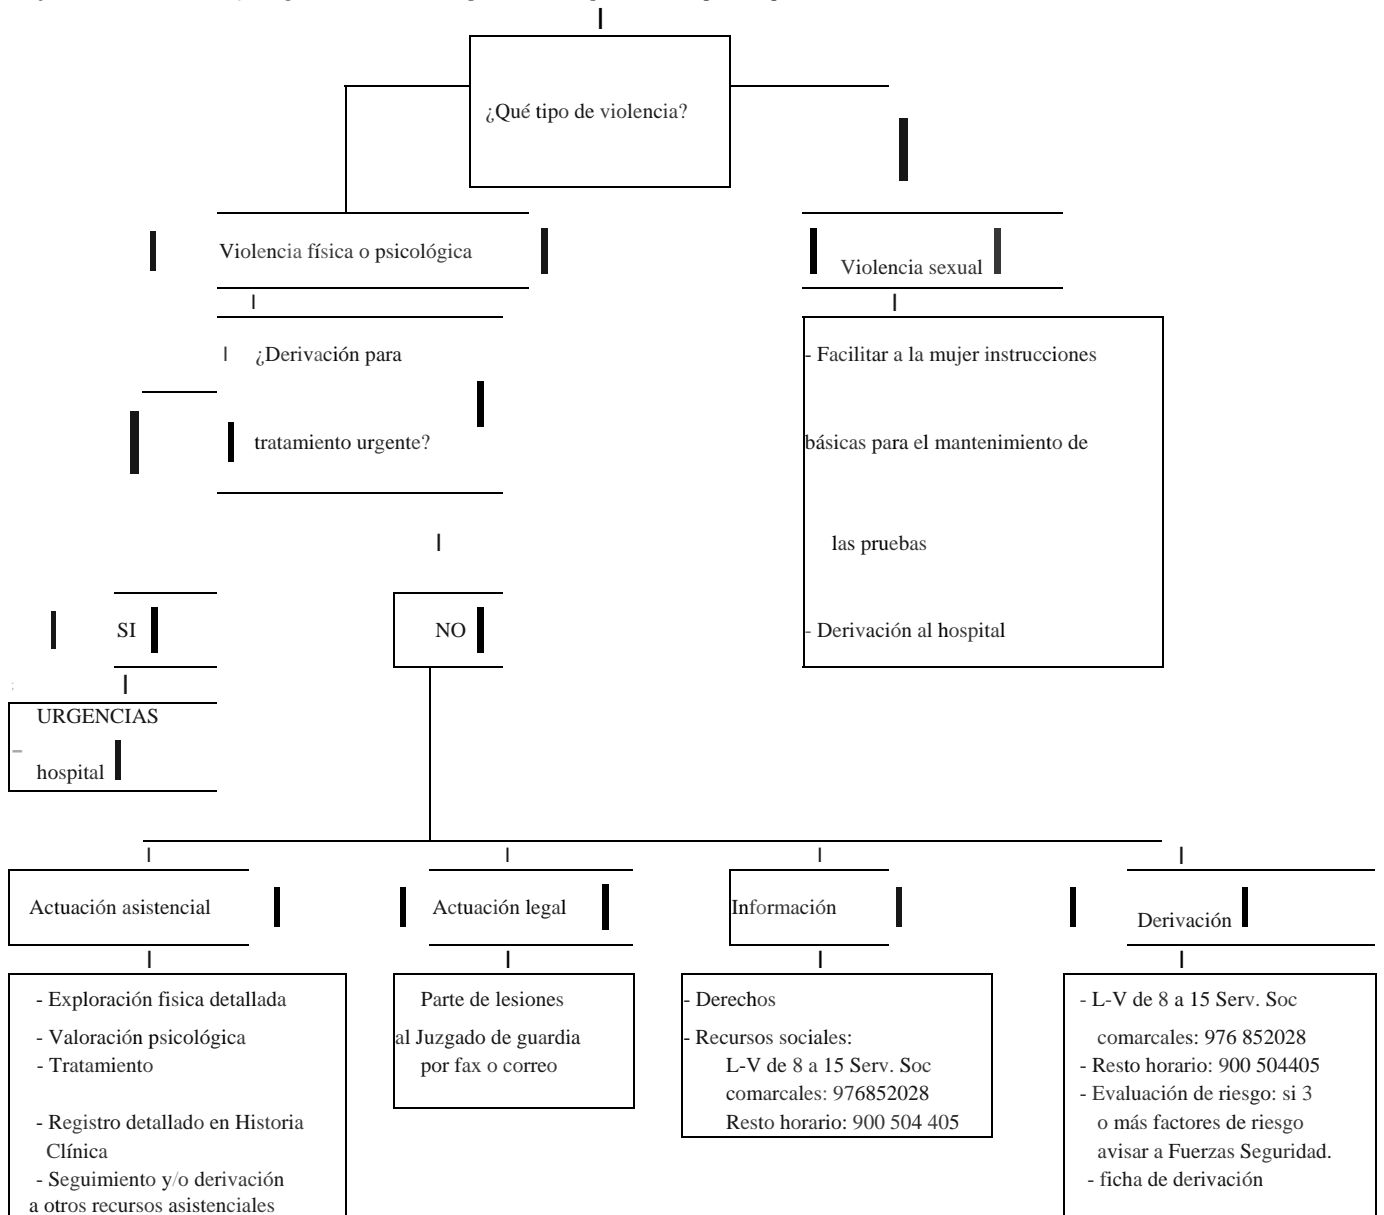 ¿Qué tipo de violencia?
Violencia física o psicológica
Violencia sexual
¿Derivación para
tratamiento urgente?
- Facilitar a la mujer instrucciones
básicas para el mantenimiento de
las pruebas
- Derivación al hospital
SI
NO
URGENCIAS
hospital
Actuación asistencial
Actuación legal
Información
Derivación
- Exploración fisica detallada
- Valoración psicológica
- Tratamiento
- Registro detallado en Historia
Clínica
- Seguimiento y/o derivación
a otros recursos asistenciales
Parte de lesiones
al Juzgado de guardia
por fax o correo
- Derechos
- Recursos sociales:
L-V de 8 a 15 Serv. Soc
comarcales: 976852028
Resto horario: 900 504 405
- L-V de 8 a 15 Serv. Soc
comarcales: 976 852028
- Resto horario: 900 504405
- Evaluación de riesgo: si 3
o más factores de riesgo
avisar a Fuerzas Seguridad.
- ficha de derivación